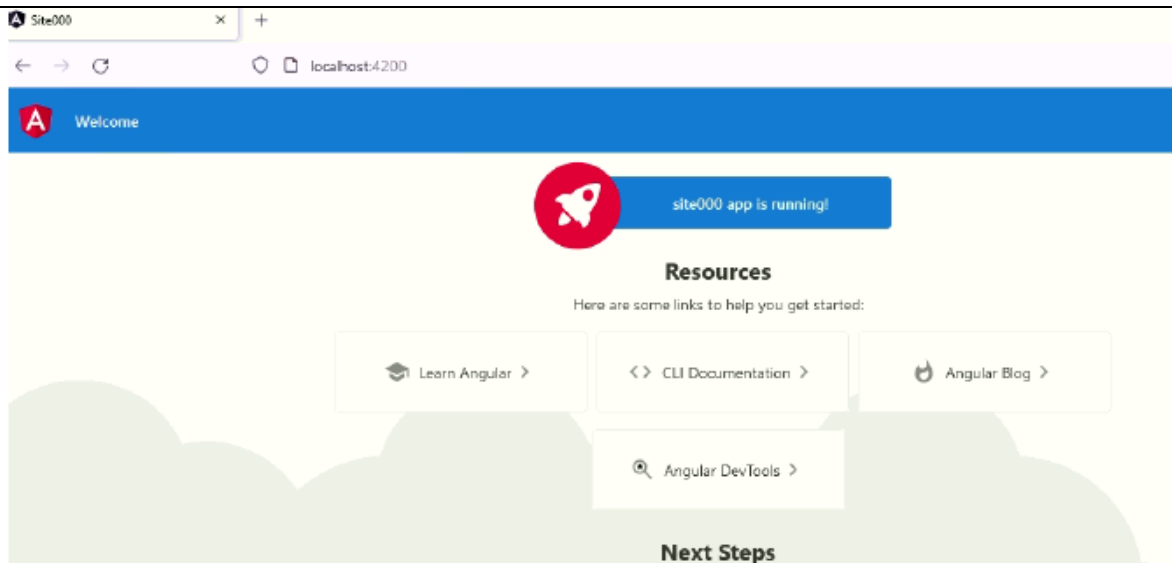 Site000
localhost:4200
Welcome
site000 app is running!
Resources
Here are some links to help you get started:
Learn Angular
CLI Documentation
Angular Blog
Angular DevTools
Next Steps